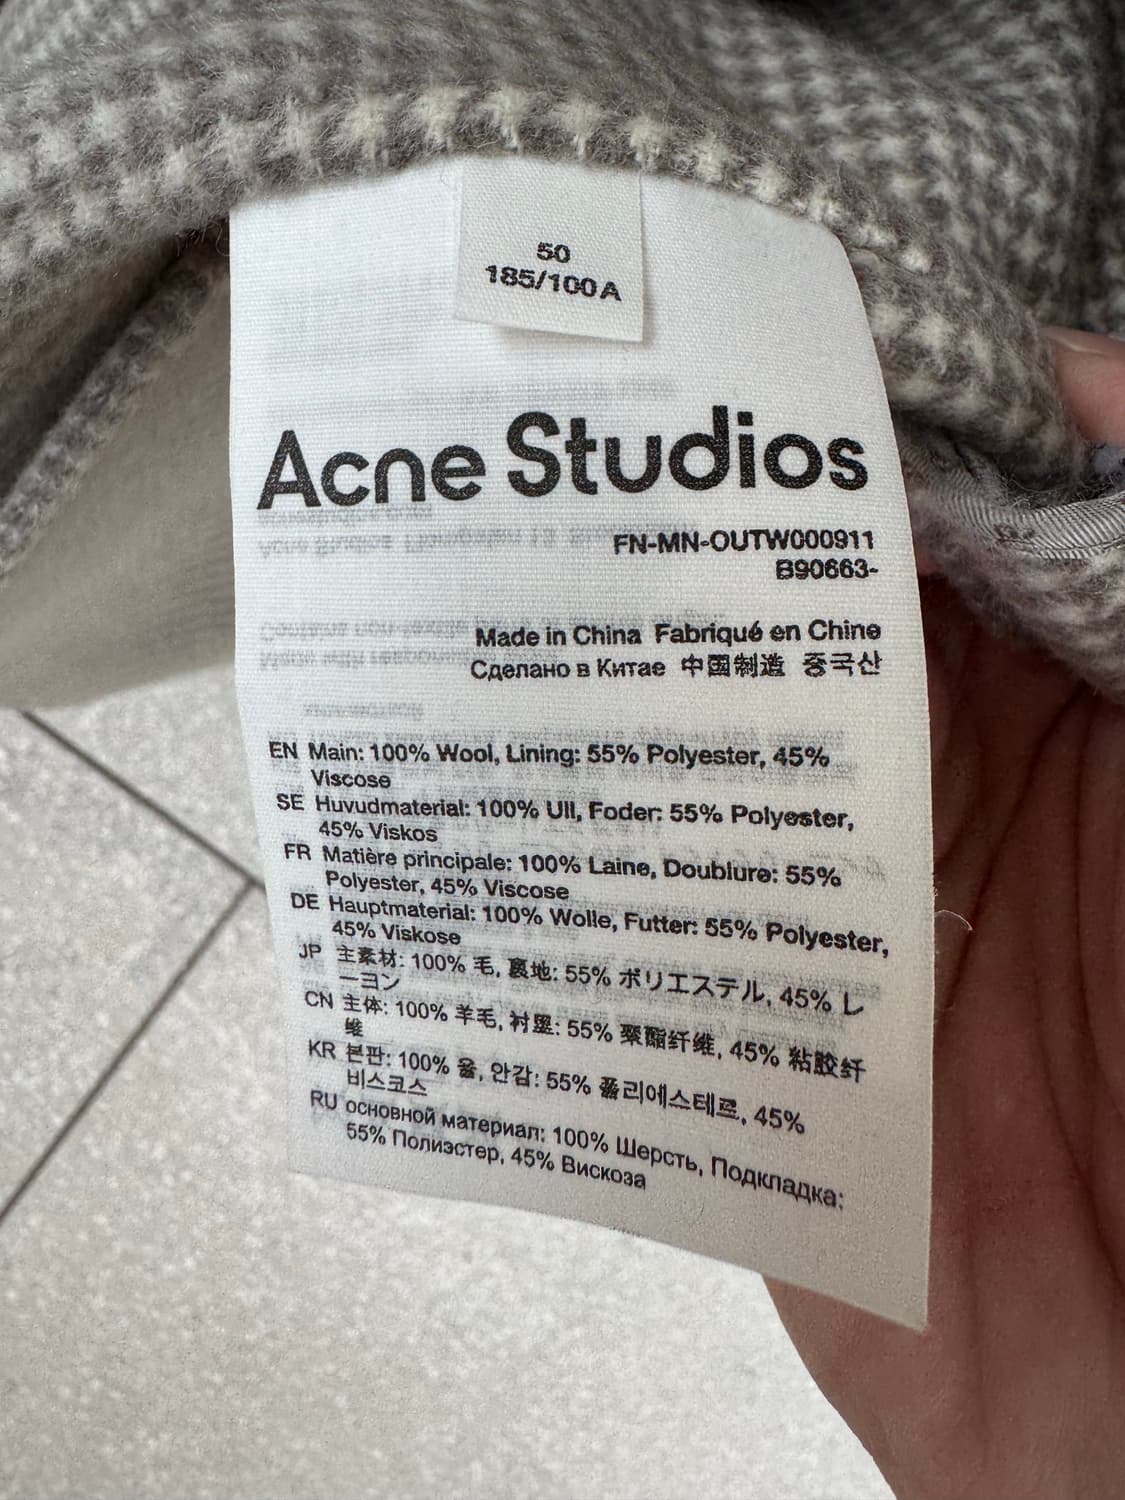 50
185/100A
Acne Studios
FN-MN-OUTW000911
B90663-
Made in China Fabriqué en Chine
Сделано в Китае 中国制造 중국산
EN Main: 100% Wool, Lining: 55% Polyester, 45%
Viscose
SE Huvudmaterial: 100% Ull, Foder: 55% Polyester,
45% Viskos
FR Matière principale: 100% Laine, Doublure: 55%
Polyester, 45% Viscose
DE Hauptmaterial: 100% Wolle, Futter: 55% Polyester,
45% Viskose
JP 主素材: 100% 毛, 裏地: 55% ポリエステル, 45% レ
ーヨン
CN 主体: 100% 羊毛, 衬里: 55% 聚酯纤维, 45% 粘胶纤
维
KR 본판: 100% 울, 안감: 55% 폴리에스테르, 45%
비스코스
RU основной материал: 100% Шерсть, Подкладка:
55% Полиэстер, 45% Вискоза